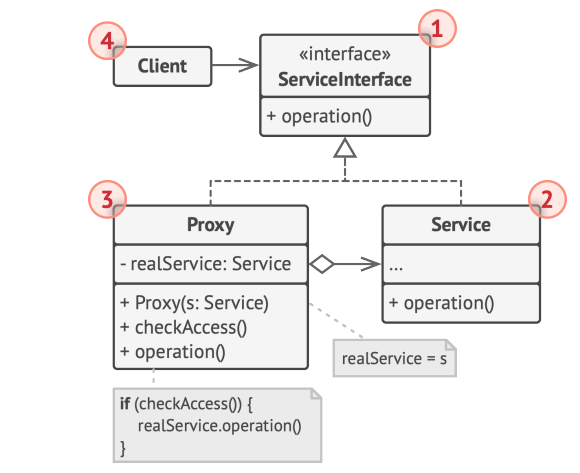 4
Client
1
«interface»
ServiceInterface
+ operation()
3
Proxy
- realService: Service
+ Proxy(s: Service)
+ checkAccess()
+ operation()
2
Service
...
+ operation()
realService = s
if (checkAccess()) {
realService.operation()
}